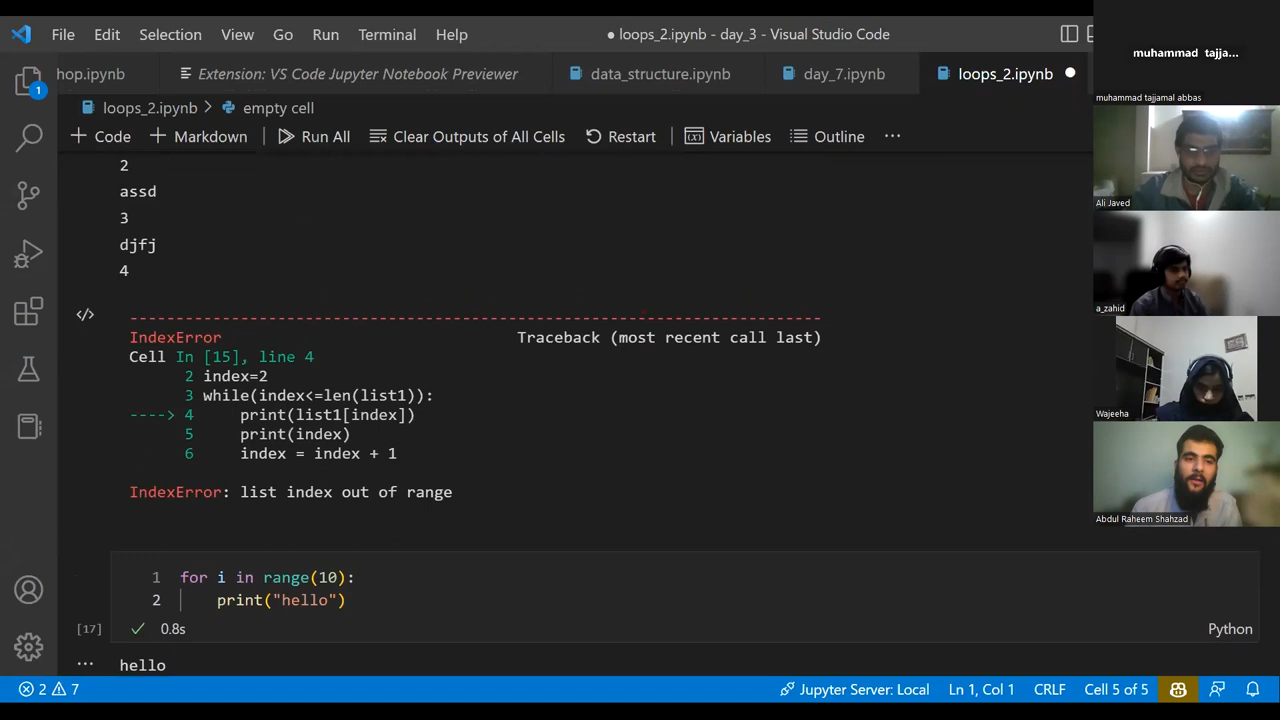 File Edit Selection View Go Run Terminal Help ● loops_2.ipynb - day_3 - Visual Studio Code
hop.ipynb Extension: VS Code Jupyter Notebook Previewer data_structure.ipynb day_7.ipynb loops_2.ipynb ●
loops_2.ipynb > empty cell
+ Code + Markdown Run All Clear Outputs of All Cells Restart Variables Outline ...
2
assd
3
djfj
4
---------------------------------------------------------------------------
IndexError Traceback (most recent call last)
Cell In [15], line 4
2 index=2
3 while(index<=len(list1)):
----> 4 print(list1[index])
5 print(index)
6 index = index + 1
IndexError: list index out of range
1 for i in range(10):
2 print("hello")
[17] ✓ 0.8s Python
... hello
2 7 Jupyter Server: Local Ln 1, Col 1 CRLF Cell 5 of 5
1
muhammad tajja...
muhammad tajjamal abbas
Ali Javed
a_zahid
Wajeeha
Abdul Raheem Shahzad